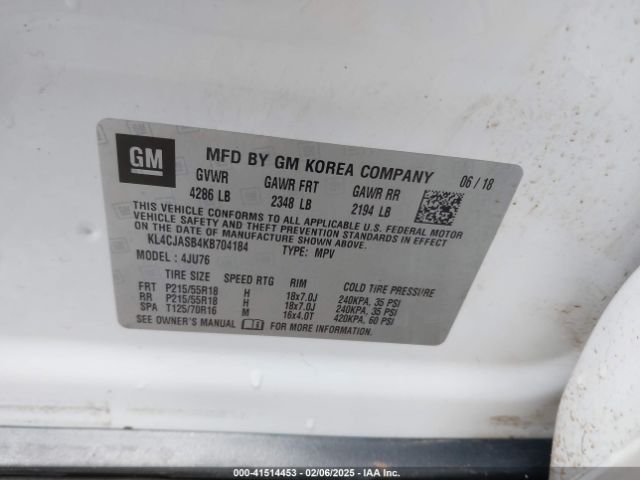 GM
MFD BY GM KOREA COMPANY 06 / 18
GVWR GAWR FRT GAWR RR
4286 LB 2348 LB 2194 LB
THIS VEHICLE CONFORMS TO ALL APPLICABLE U.S. FEDERAL MOTOR
VEHICLE SAFETY AND THEFT PREVENTION STANDARDS IN EFFECT
ON THE DATE OF MANUFACTURE SHOWN ABOVE.
KL4CJASB4KB704184 TYPE: MPV
MODEL : 4JU76
TIRE SIZE SPEED RTG RIM COLD TIRE PRESSURE
FRT P215/55R18 H 18x7.0J 240KPA, 35 PSI
RR P215/55R18 H 18x7.0J 240KPA, 35 PSI
SPA T125/70R16 M 16x4.0T 420KPA, 60 PSI
SEE OWNER'S MANUAL FOR MORE INFORMATION.
000-41514453 - 02/06/2025 - IAA Inc.